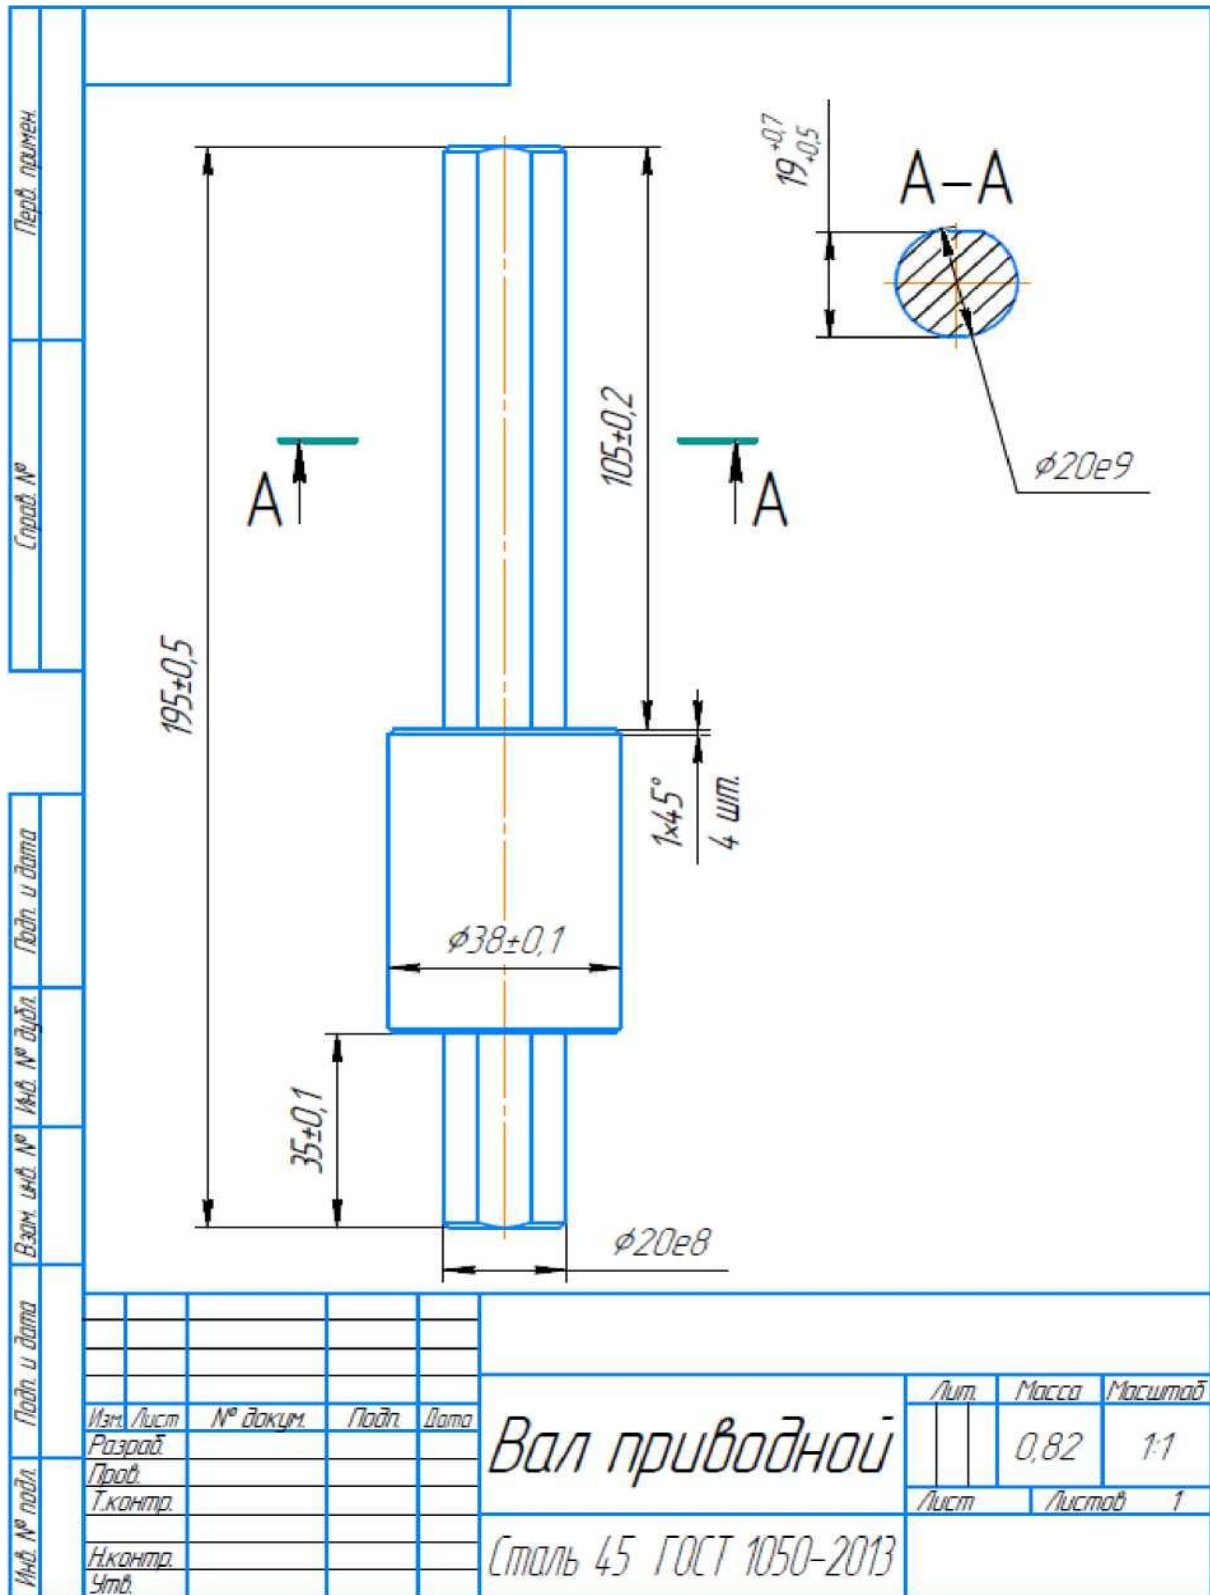 Перв. примен.
Справ. №
Подп. и дата
Инв. № дубл.
Взам. инв. №
Подп. и дата
Инв. № подл.
19 +0,7 +0,5
А-А
105±0,2
А
А
⌀20е9
195±0,5
1x45°
4 шт.
⌀38±0,1
35±0,1
⌀20е8
Изм. Лист № докум. Подп. Дата
Разраб.
Пров.
Т.контр.
Н.контр.
Утв.
Вал приводной
Лит. Масса Масштаб
0,82 1:1
Лист Листов 1
Сталь 45 ГОСТ 1050-2013